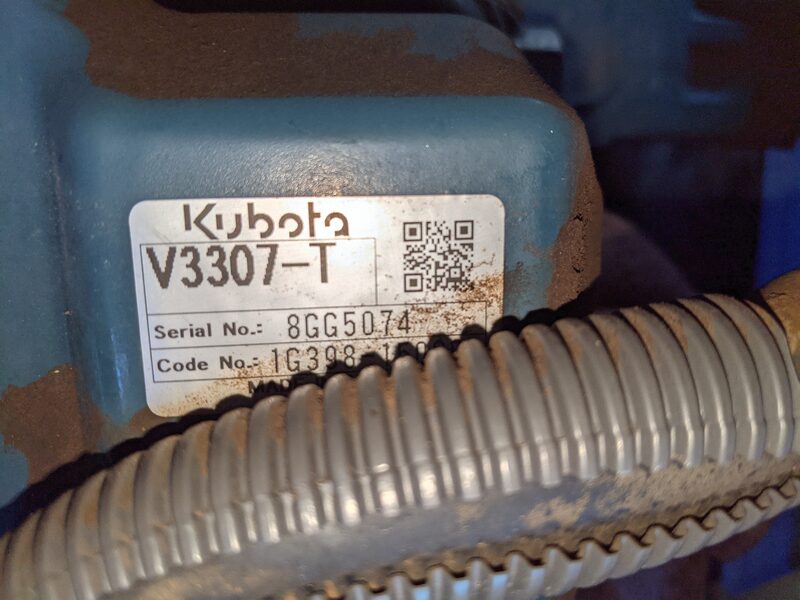 Kubota
V3307-T
Serial No.: 8GG5074
Code No.: 1G398-